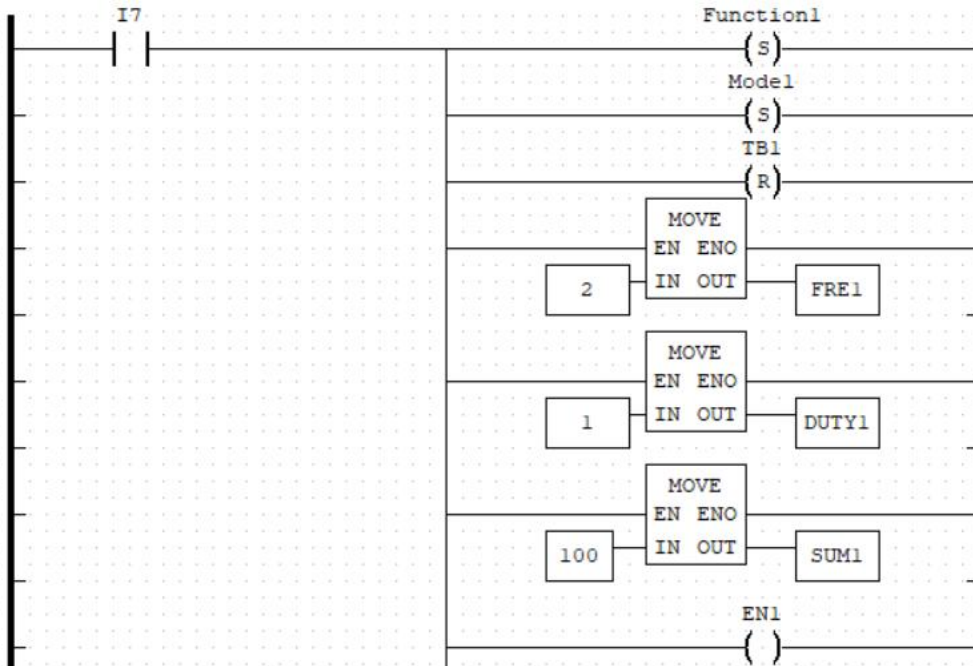 I7
Function1
S
Mode1
S
TB1
R
MOVE
EN ENO
2 IN OUT FRE1
MOVE
EN ENO
1 IN OUT DUTY1
MOVE
EN ENO
100 IN OUT SUM1
EN1